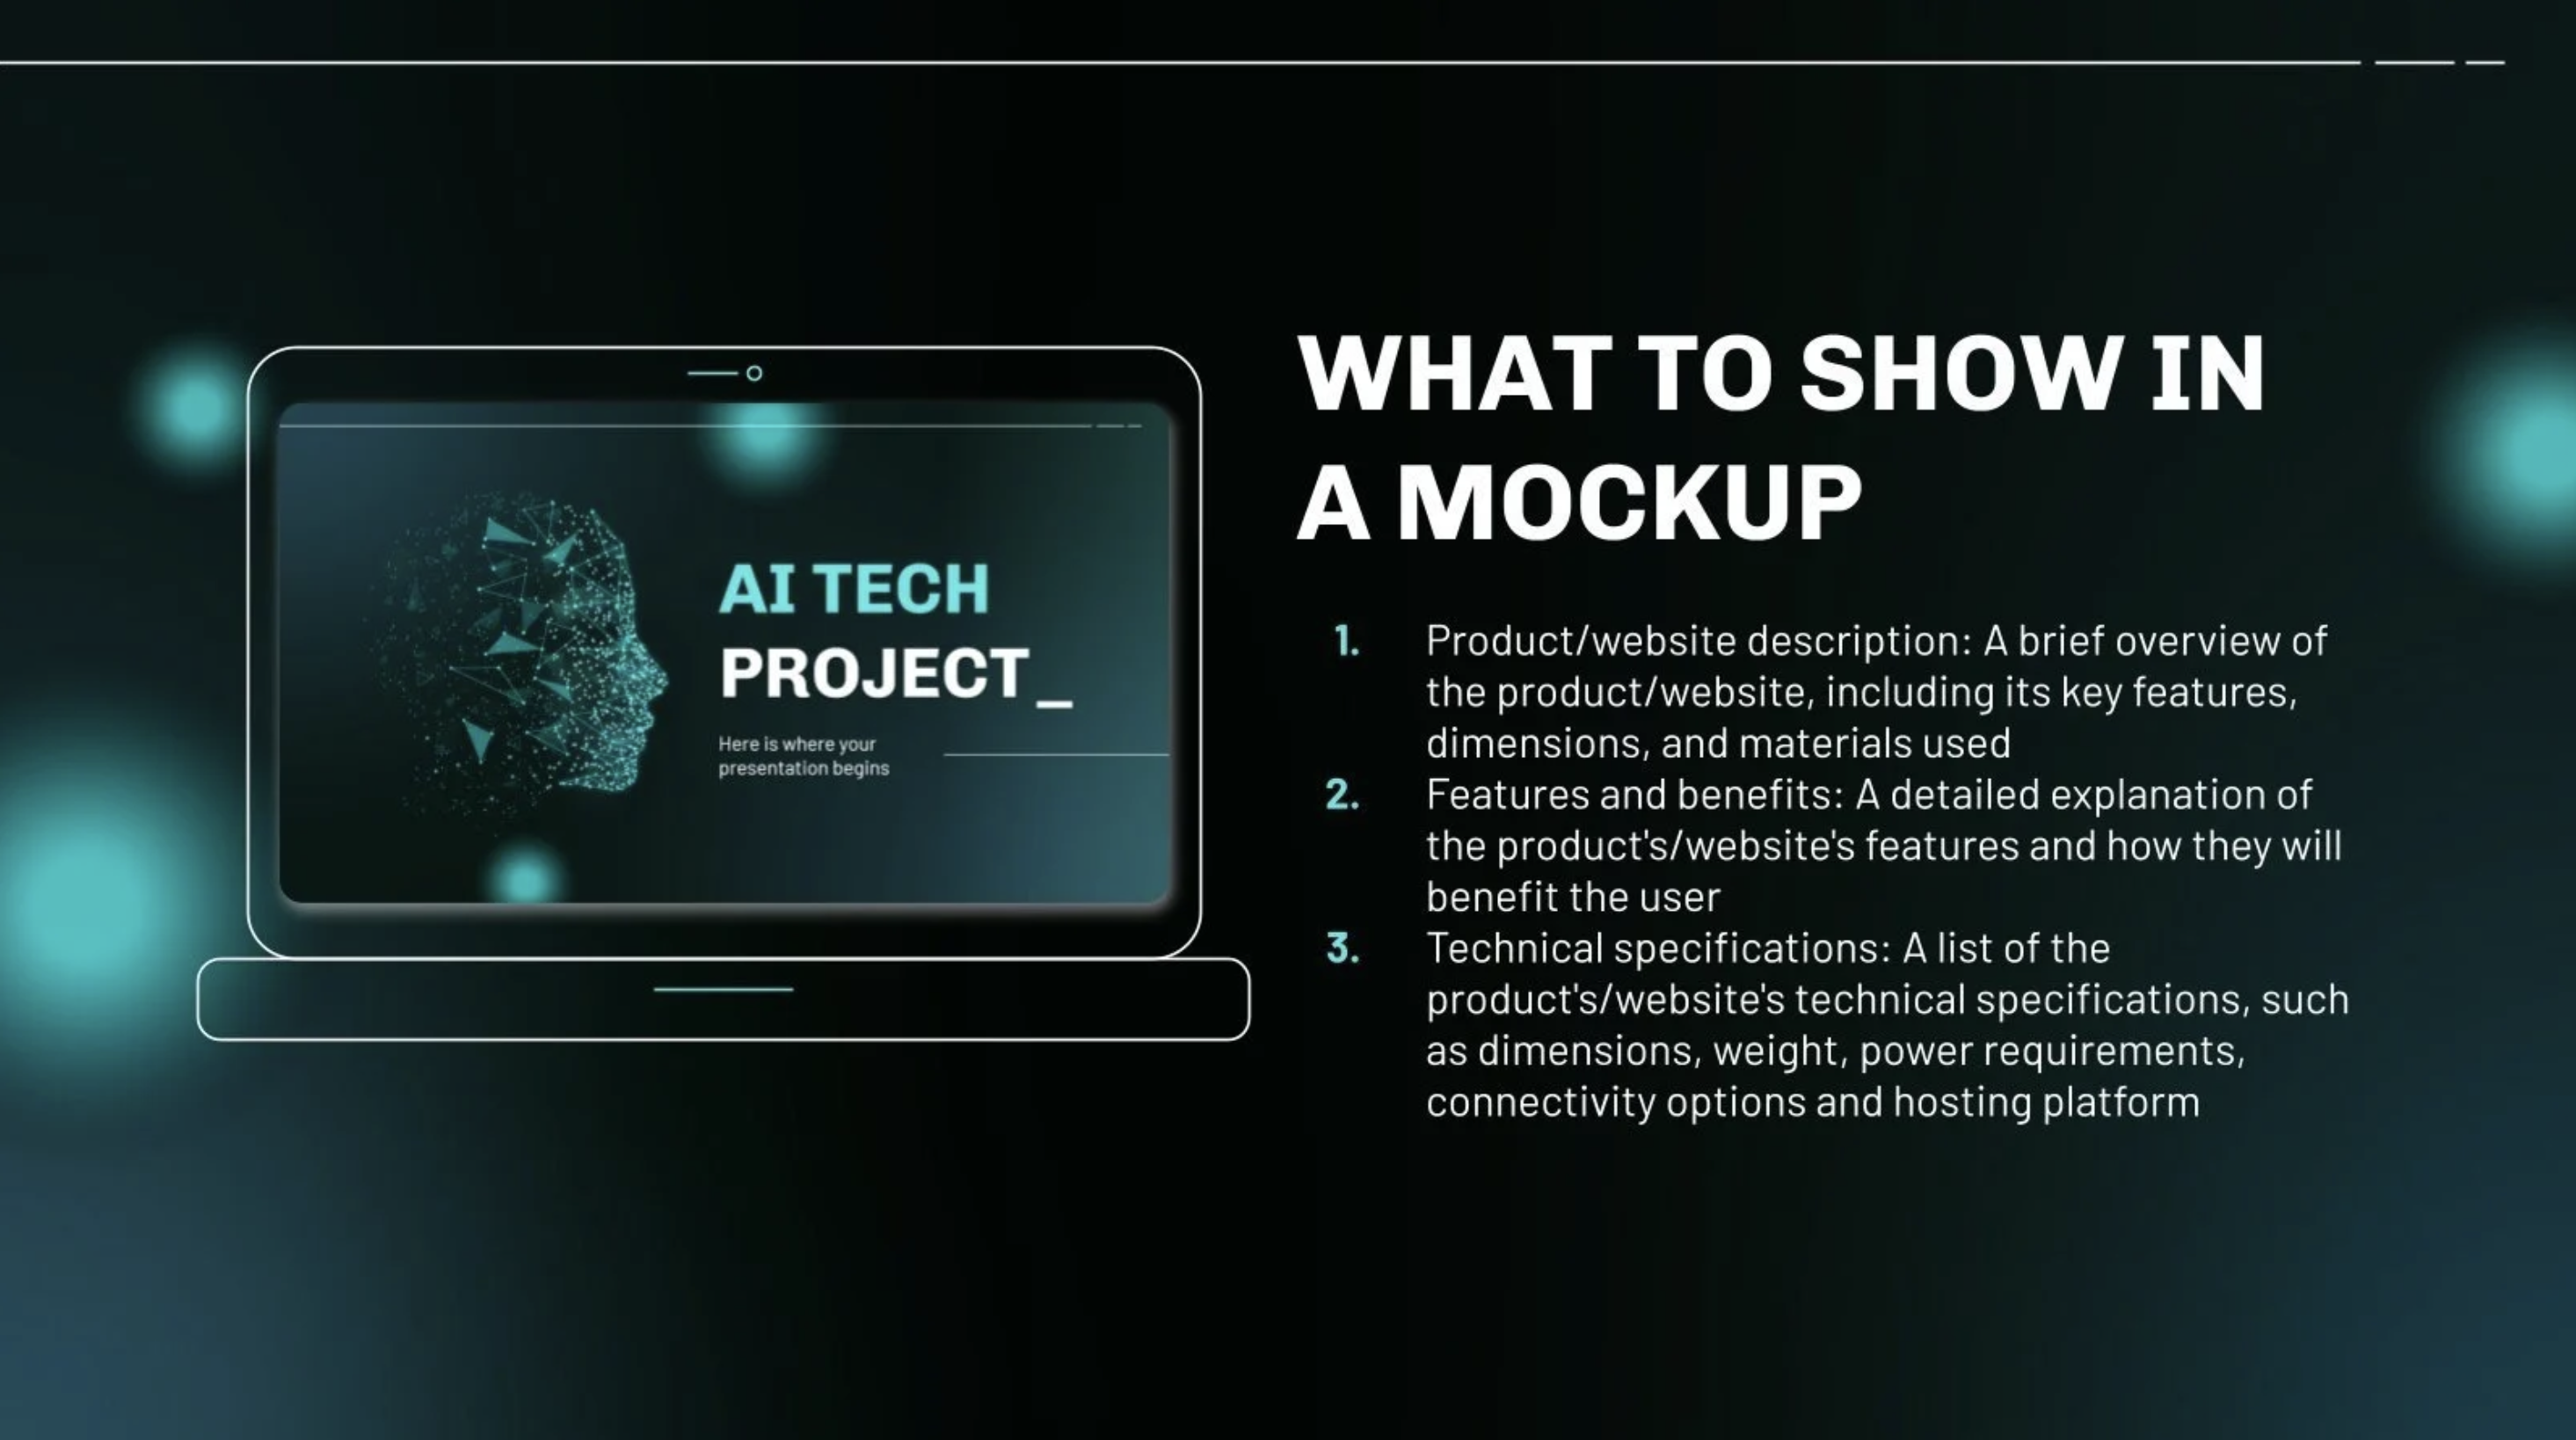 AI TECH
PROJECT_
Here is where your
presentation begins
WHAT TO SHOW IN
A MOCKUP
1. Product/website description: A brief overview of
the product/website, including its key features,
dimensions, and materials used
2. Features and benefits: A detailed explanation of
the product's/website's features and how they will
benefit the user
3. Technical specifications: A list of the
product's/website's technical specifications, such
as dimensions, weight, power requirements,
connectivity options and hosting platform